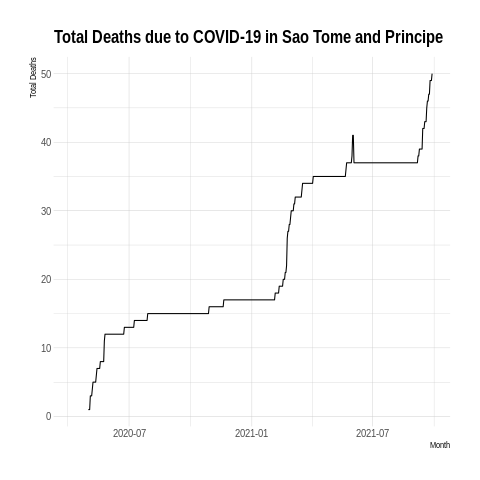 Total Deaths due to COVID-19 in Sao Tome and Principe
Total Deaths
50
40
30
20
10
0
2020-07 2021-01 2021-07
Month